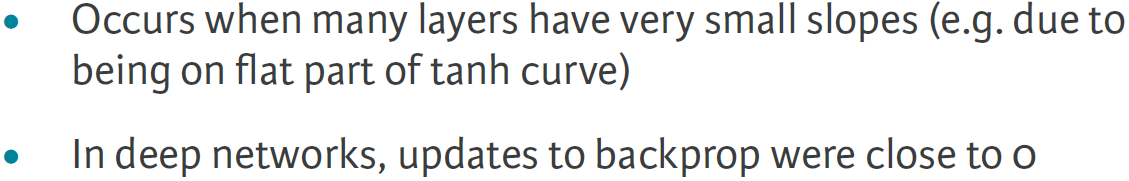 • Occurs when many layers have very small slopes (e.g. due to
being on flat part of tanh curve)
• In deep networks, updates to backprop were close to 0